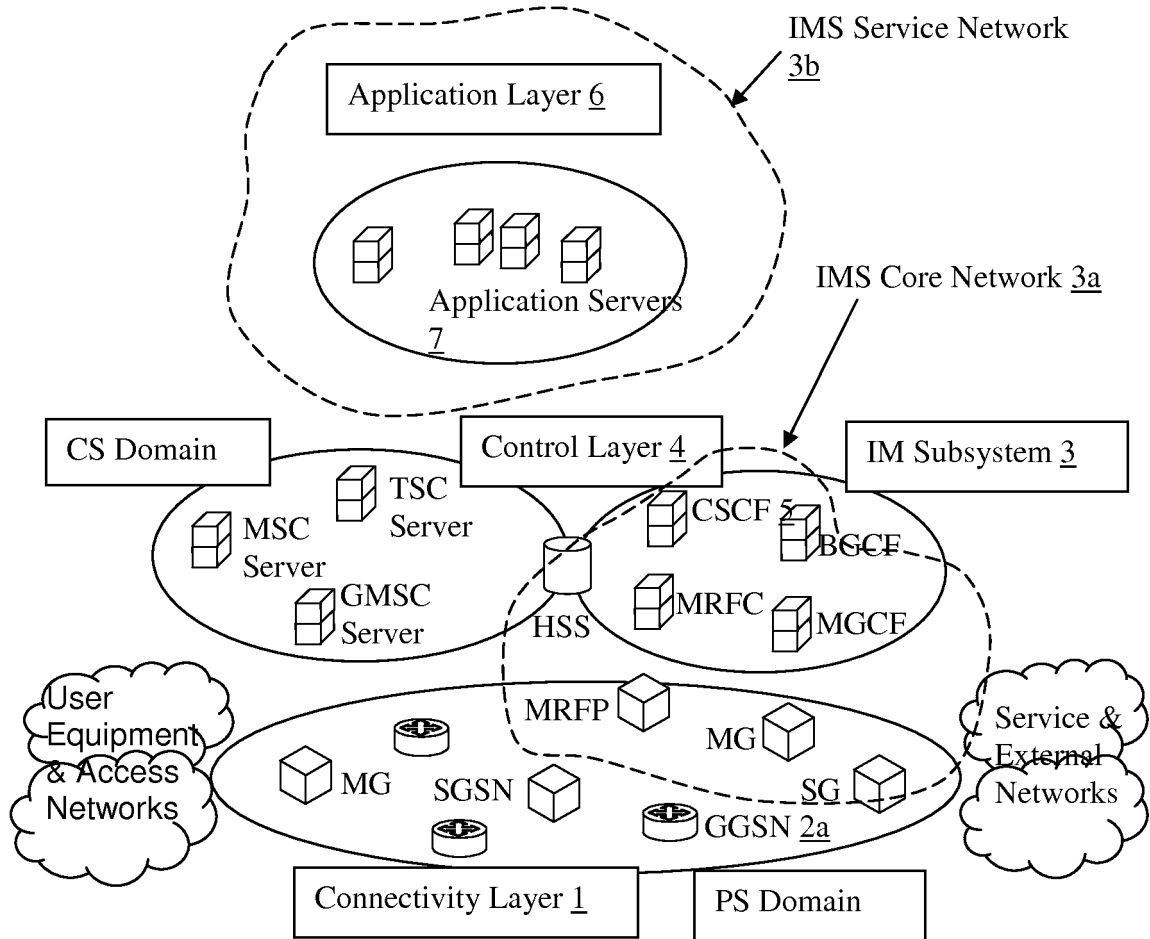 IMS Service Network
3b
Application Layer 6
IMS Core Network 3a
Application Servers
7
CS Domain
Control Layer 4
IM Subsystem 3
TSC
Server
CSCF 5
MSC
Server
BGCF
GMSC
Server
HSS
MRFC
MGCF
User
Equipment
& Access
Networks
MRFP
MG
Service &
External
Networks
MG
SGSN
SG
GGSN 2a
Connectivity Layer 1
PS Domain